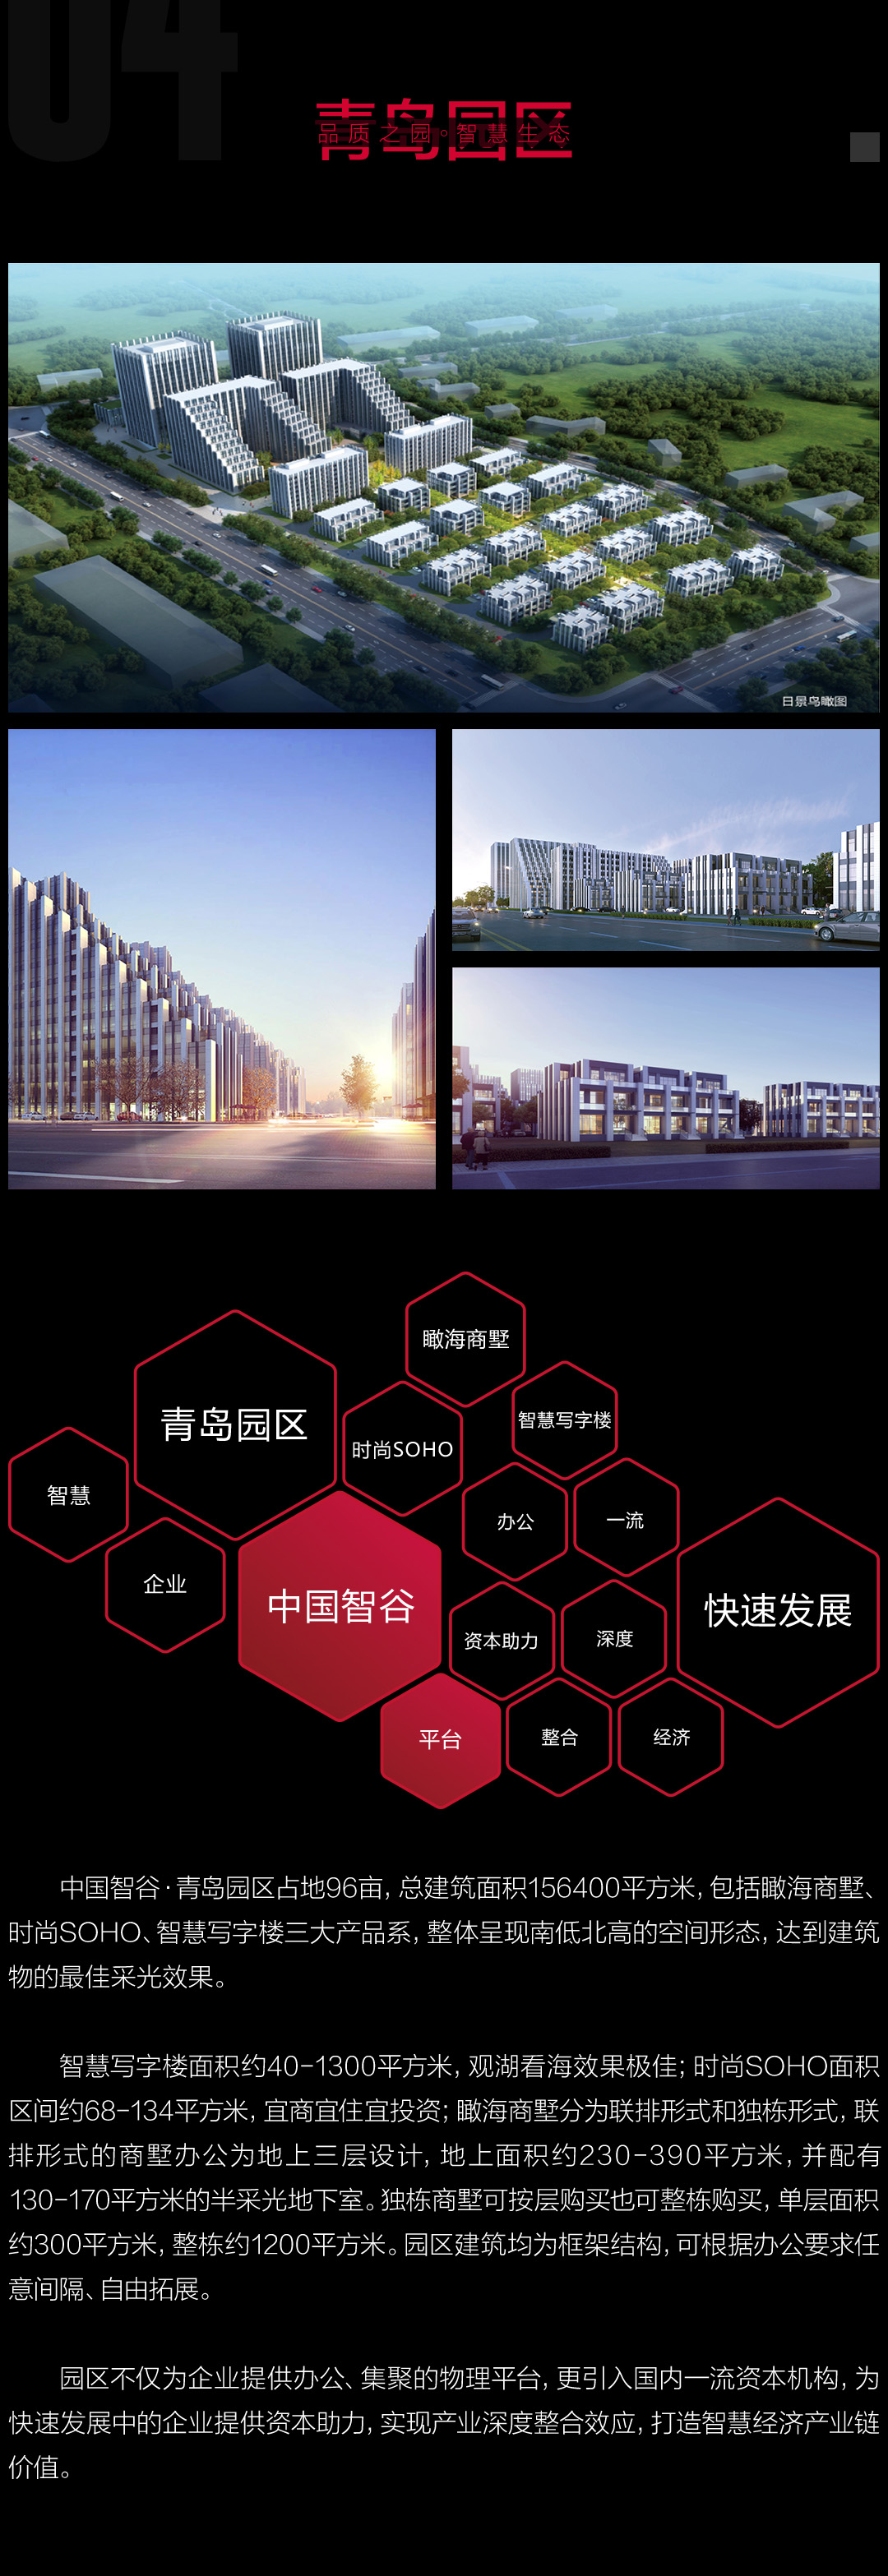 04
青岛园区
品质之园。智慧生态
日景鸟瞰图
瞰海商墅
青岛园区
智慧写字楼
时尚SOHO
智慧
办公
一流
企业
中国智谷
快速发展
资本助力
深度
平台
整合
经济
中国智谷·青岛园区占地96亩,总建筑面积156400平方米,包括瞰海商墅、
时尚SOHO、智慧写字楼三大产品系,整体呈现南低北高的空间形态,达到建筑
物的最佳采光效果。
智慧写字楼面积约40-1300平方米,观湖看海效果极佳;时尚SOHO面积
区间约68-134平方米,宜商宜住宜投资;瞰海商墅分为联排形式和独栋形式,联
排形式的商墅办公为地上三层设计,地上面积约230-390平方米,并配有
130-170平方米的半采光地下室。独栋商墅可按层购买也可整栋购买,单层面积
约300平方米,整栋约1200平方米。园区建筑均为框架结构,可根据办公要求任
意间隔、自由拓展。
园区不仅为企业提供办公、集聚的物理平台,更引入国内一流资本机构,为
快速发展中的企业提供资本助力,实现产业深度整合效应,打造智慧经济产业链
价值。